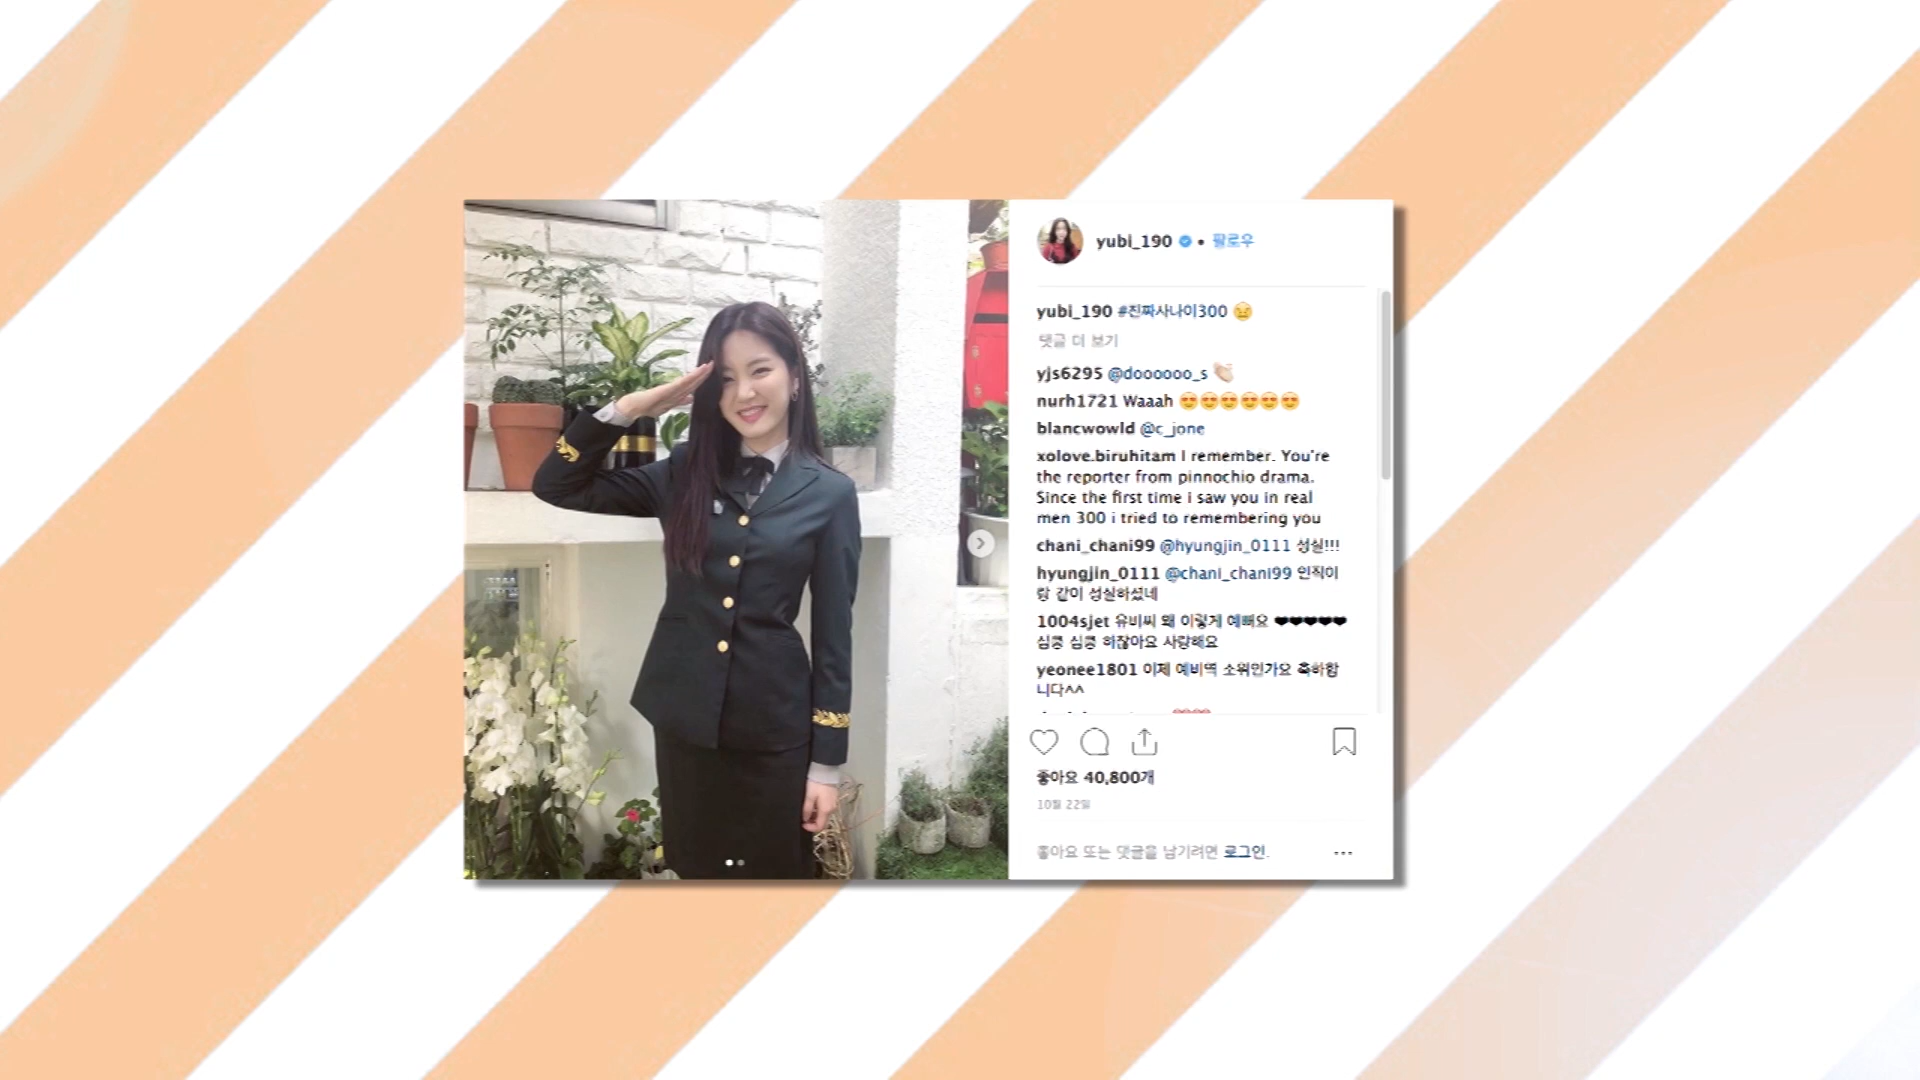 yubi_190 • 팔로우
yubi_190 #진짜사나이300 😣
댓글 더 보기
yjs6295 @doooooo_s 👏🏻
nurh1721 Waaah 😍😍😍😍😍😍
blancwowld @c_jone
xolove.biruhitam I remember. You're
the reporter from pinnochio drama.
Since the first time i saw you in real
men 300 i tried to remembering you
chani_chani99 @hyungjin_0111 성실!!!
hyungjin_0111 @chani_chani99 인직이
랑 같이 성실하셨네
1004sjet 유비씨 왜 이렇게 예뻐요 ❤❤❤❤❤
심쿵 심쿵 하잖아요 사랑해요
yeonee1801 이제 예비역 소위인가요 축하합
니다^^
좋아요 40,800개
10월 22일
좋아요 또는 댓글을 남기려면 로그인.